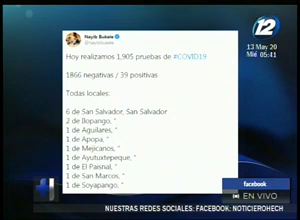 Nayib Bukele
@nayibbukele
Hoy realizamos 1,905 pruebas de #COVID19
1866 negativas / 39 positivas
Todas locales:
6 de San Salvador, San Salvador
2 de Ilopango, "
1 de Aguilares, "
1 de Apopa, "
1 de Mejicanos, "
1 de Ayutuxtepeque, "
1 de El Paisnal, "
1 de San Marcos, "
1 de Soyapango, "
12
13 May 20
Mié 05:41
facebook
EN VIVO
NUESTRAS REDES SOCIALES: FACEBOOK: NOTICIEROHECH